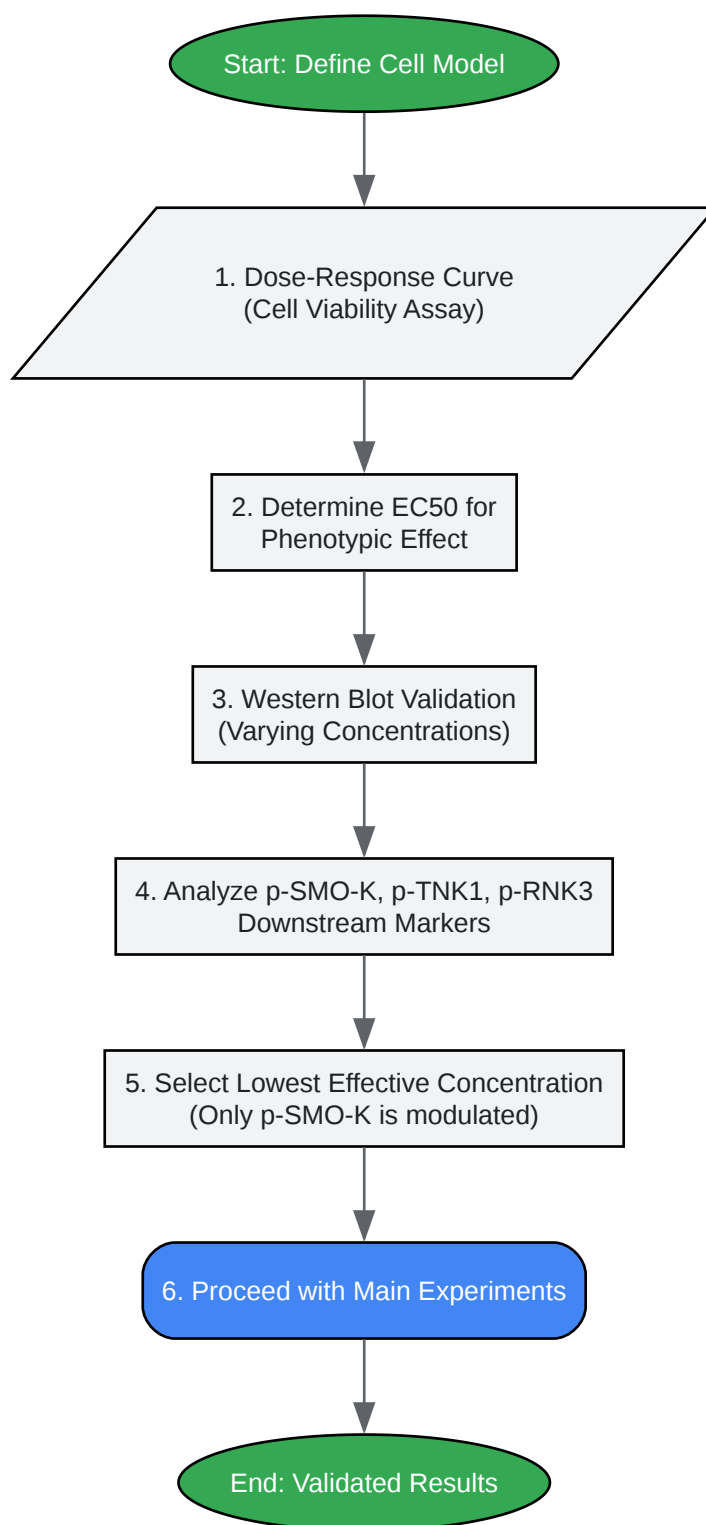 Start: Define Cell Model
1. Dose-Response Curve
(Cell Viability Assay)
2. Determine EC50 for
Phenotypic Effect
3. Western Blot Validation
(Varying Concentrations)
4. Analyze p-SMO-K, p-TNK1, p-RNK3
Downstream Markers
5. Select Lowest Effective Concentration
(Only p-SMO-K is modulated)
6. Proceed with Main Experiments
End: Validated Results